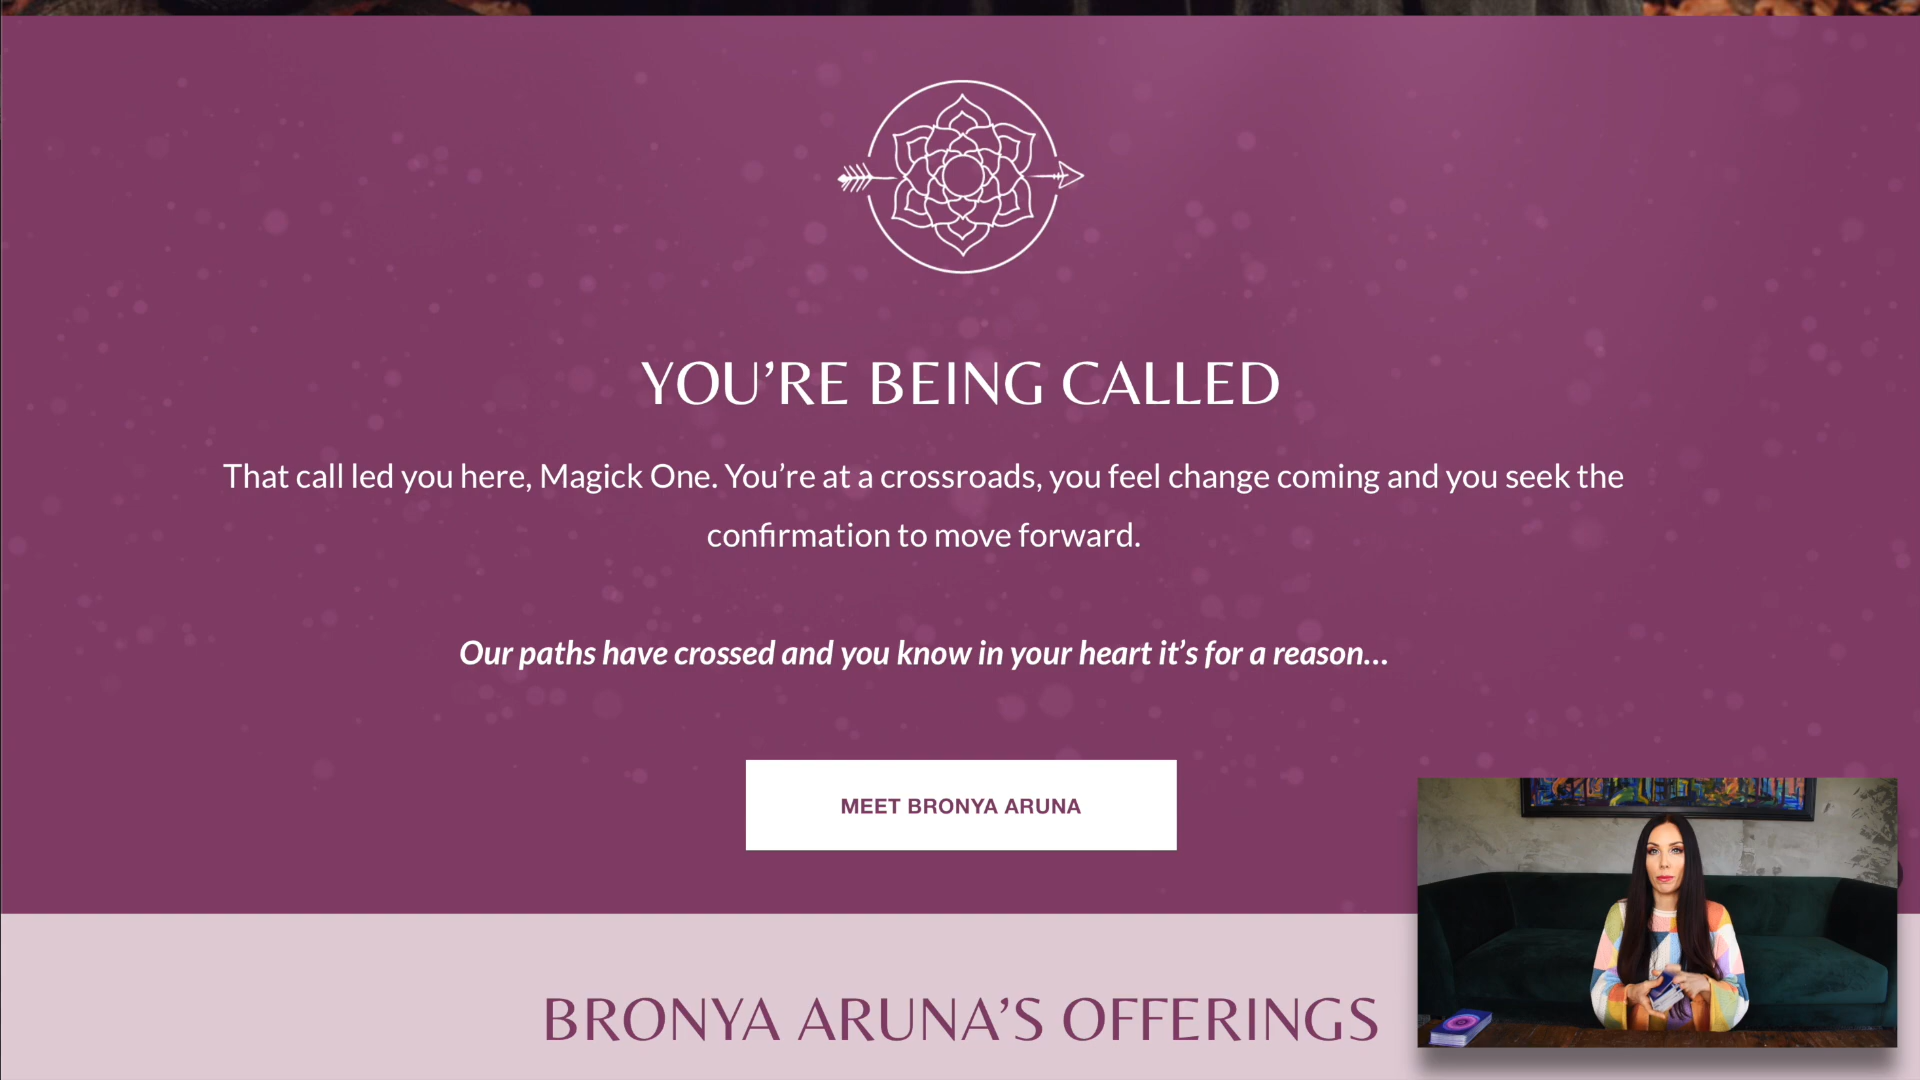 YOU’RE BEING CALLED
That call led you here, Magick One. You’re at a crossroads, you feel change coming and you seek the
confirmation to move forward.
Our paths have crossed and you know in your heart it’s for a reason...
MEET BRONYA ARUNA
BRONYA ARUNA’S OFFERINGS